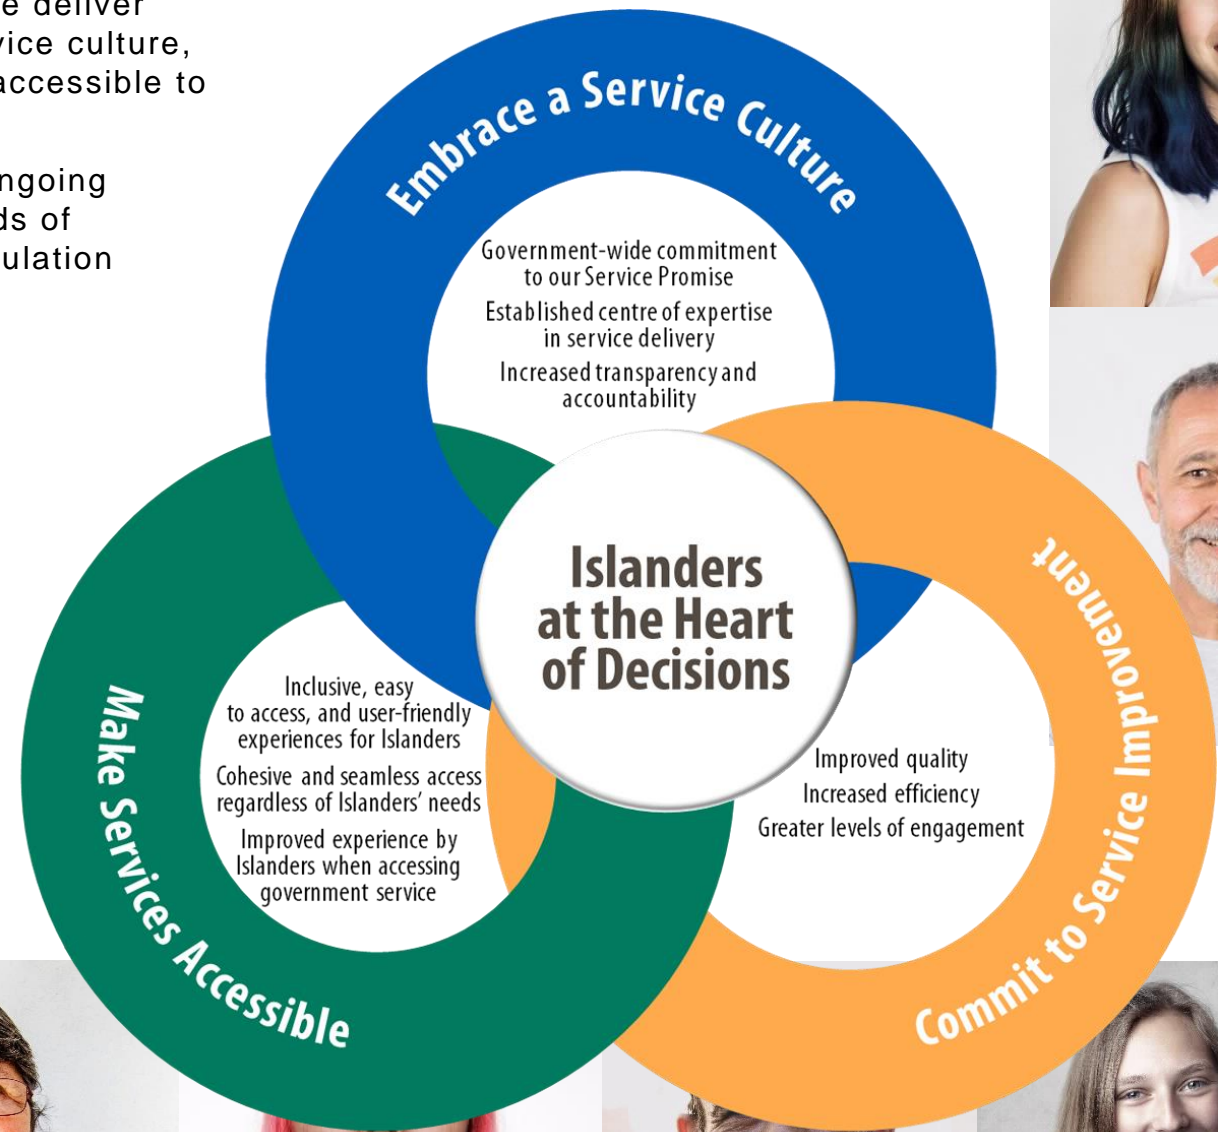 e deliver
vice culture,
accessible to
ngoing
ds of
ulation
Embrace a Service Culture
Government-wide commitment
to our Service Promise
Established centre of expertise
in service delivery
Increased transparency and
accountability
Islanders
at the Heart
of Decisions
Make Services Accessible
Inclusive, easy
to access, and user-friendly
experiences for Islanders
Cohesive and seamless access
regardless of Islanders' needs
Improved experience by
Islanders when accessing
government service
Commit to Service Improvement
Improved quality
Increased efficiency
Greater levels of engagement